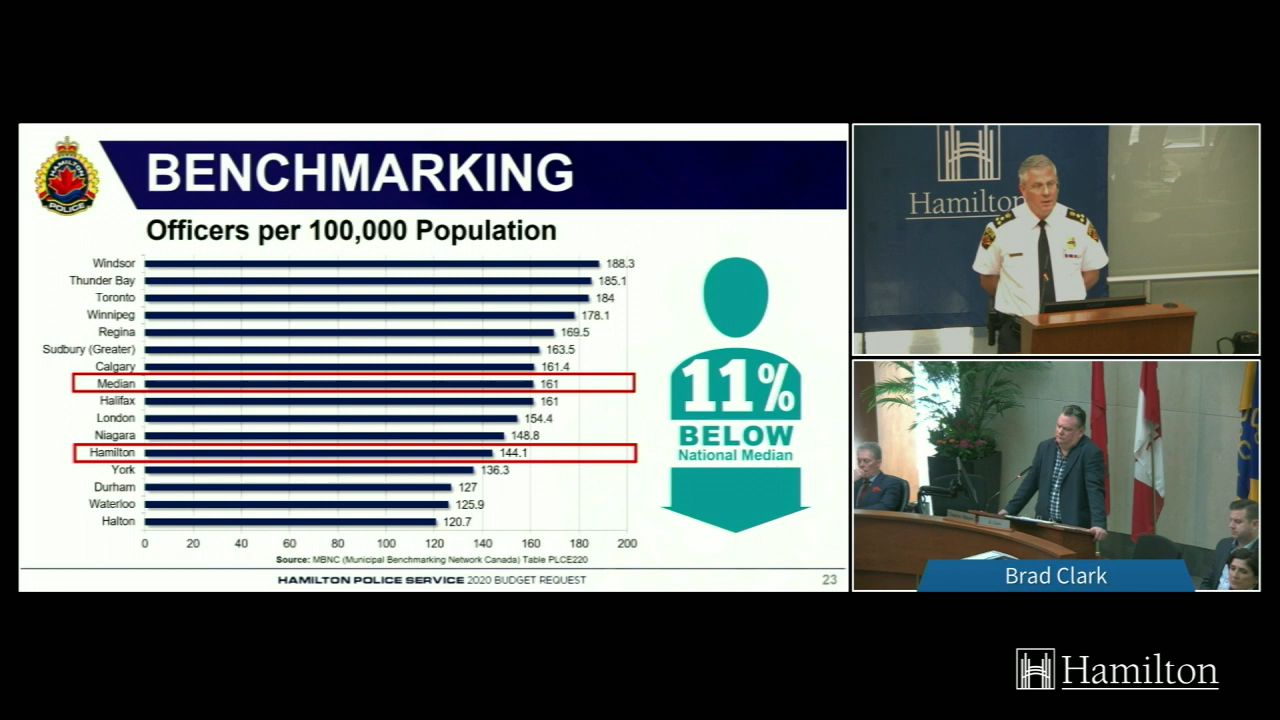 BENCHMARKING
HAMILTON
POLICE
Officers per 100,000 Population
Windsor 188.3
Thunder Bay 185.1
Toronto 184
Winnipeg 178.1
Regina 169.5
Sudbury (Greater) 163.5
Calgary 161.4
Median 161
Halifax 161
London 154.4
Niagara 148.8
Hamilton 144.1
York 136.3
Durham 127
Waterloo 125.9
Halton 120.7
0 20 40 60 80 100 120 140 160 180 200
11%
BELOW
National Median
Source: MBNC (Municipal Benchmarking Network Canada) Table PLCE220
HAMILTON POLICE SERVICE 2020 BUDGET REQUEST
23
Hamilton
Brad Clark
Hamilton